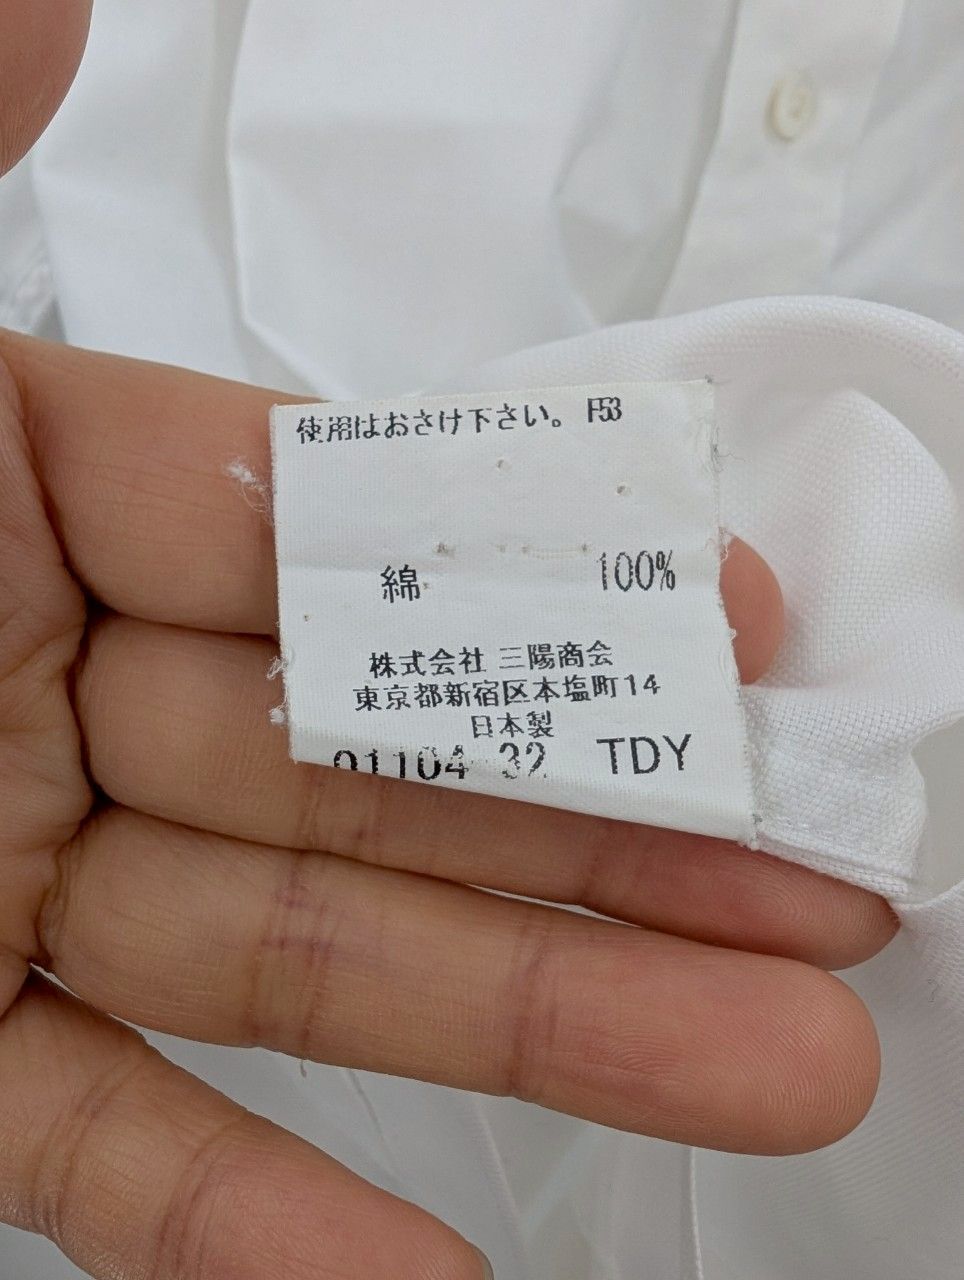 使用はおさけ下さい。 F53
綿 100%
株式会社 三陽商会
東京都新宿区本塩町14
日本製
01104 32 TDY